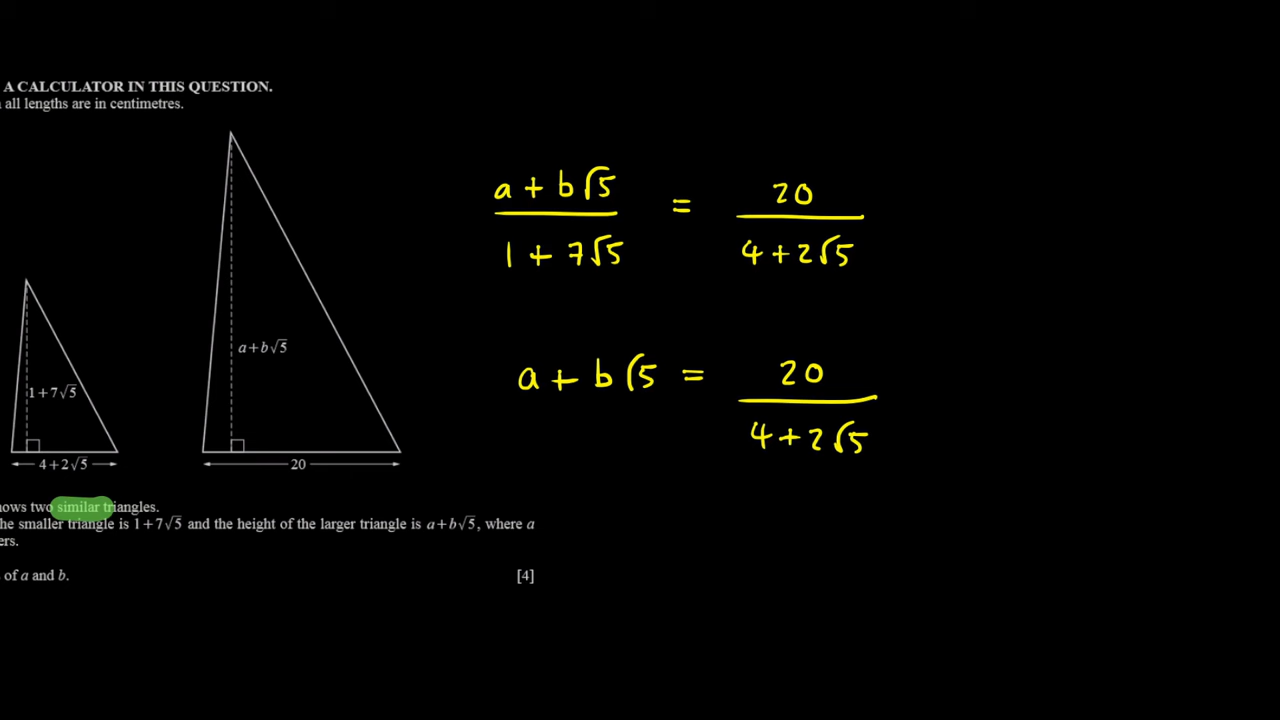 A CALCULATOR IN THIS QUESTION.
all lengths are in centimetres.
a + b√5 / 1 + 7√5 = 20 / 4 + 2√5
a + b√5
1 + 7√5
4 + 2√5
20
a + b√5 = 20 / 4 + 2√5
ows two similar triangles.
he smaller triangle is 1 + 7√5 and the height of the larger triangle is a + b√5, where a
ers.
of a and b. [4]